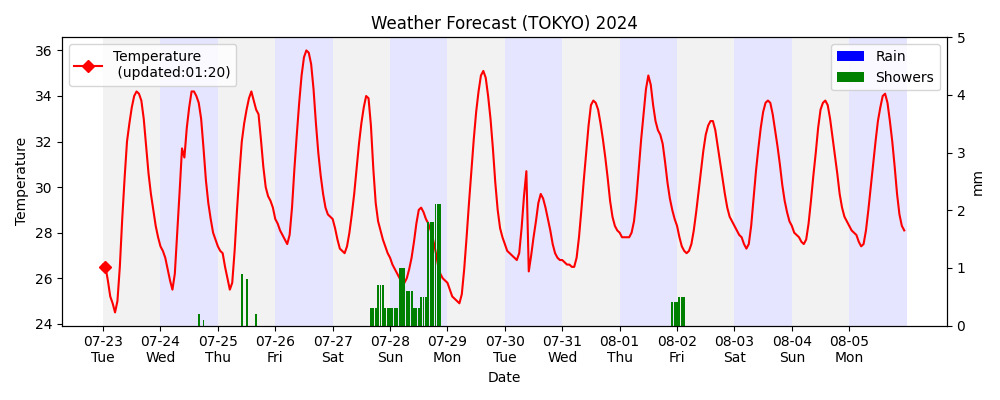 Weather Forecast (TOKYO) 2024
Temperature
(updated:01:20)
Rain
Showers
Temperature
36
34
32
30
28
26
24
5
4
3
2
1
0
mm
07-23 07-24 07-25 07-26 07-27 07-28 07-29 07-30 07-31 08-01 08-02 08-03 08-04 08-05
Tue Wed Thu Fri Sat Sun Mon Tue Wed Thu Fri Sat Sun Mon
Date